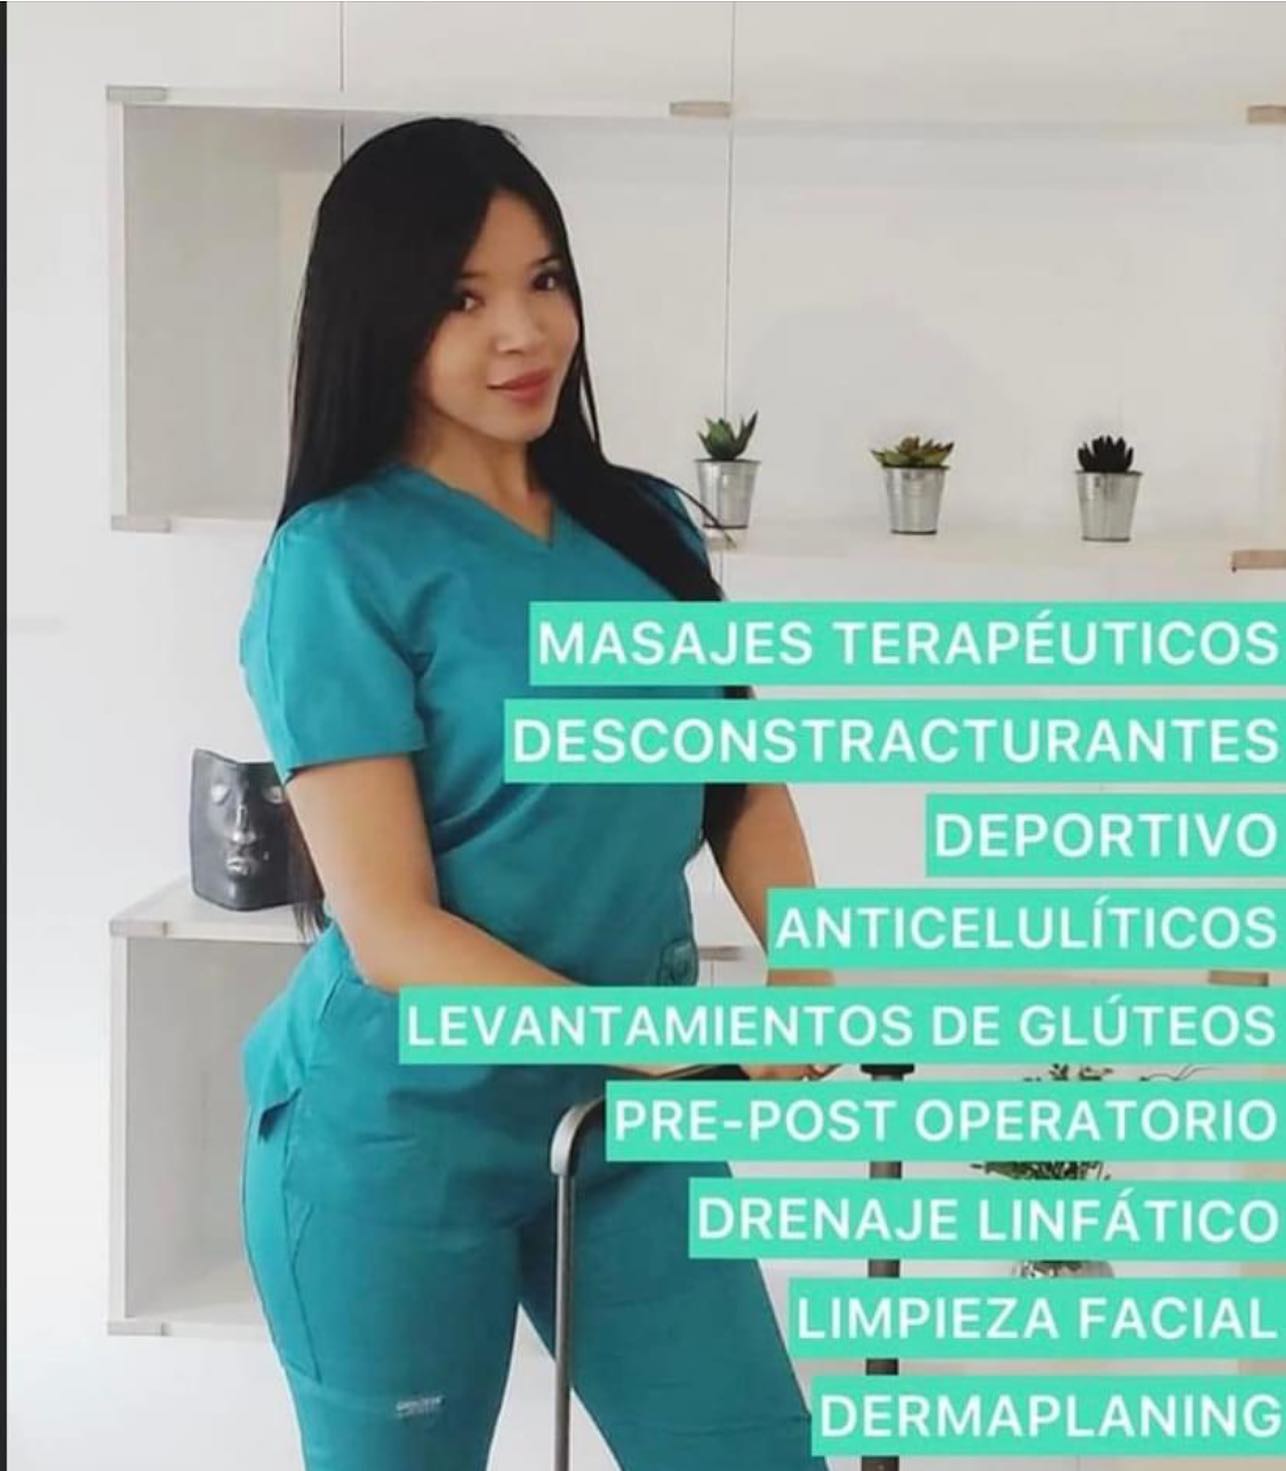 MASAJES TERAPÉUTICOS
DESCONSTRACTURANTES
DEPORTIVO
ANTICELULÍTICOS
LEVANTAMIENTOS DE GLÚTEOS
PRE-POST OPERATORIO
DRENAJE LINFÁTICO
LIMPIEZA FACIAL
DERMAPLANING